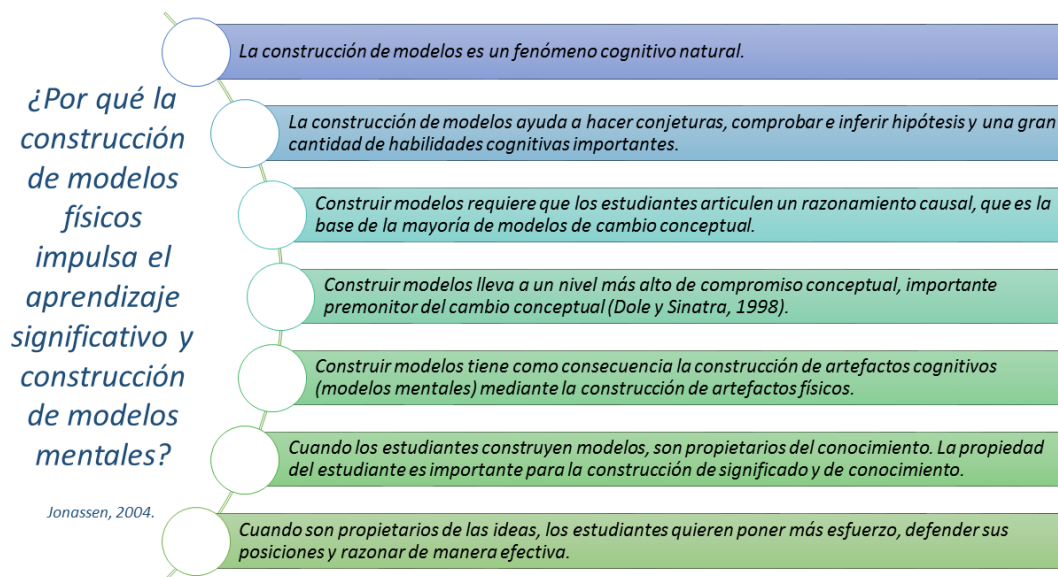 ¿Por qué la
construcción
de modelos
físicos
impulsa el
aprendizaje
significativo y
construcción
de modelos
mentales?
Jonassen, 2004.
La construcción de modelos es un fenómeno cognitivo natural.
La construcción de modelos ayuda a hacer conjeturas, comprobar e inferir hipótesis y una gran
cantidad de habilidades cognitivas importantes.
Construir modelos requiere que los estudiantes articulen un razonamiento causal, que es la
base de la mayoría de modelos de cambio conceptual.
Construir modelos lleva a un nivel más alto de compromiso conceptual, importante
premonitor del cambio conceptual (Dole y Sinatra, 1998).
Construir modelos tiene como consecuencia la construcción de artefactos cognitivos
(modelos mentales) mediante la construcción de artefactos físicos.
Cuando los estudiantes construyen modelos, son propietarios del conocimiento. La propiedad
del estudiante es importante para la construcción de significado y de conocimiento.
Cuando son propietarios de las ideas, los estudiantes quieren poner más esfuerzo, defender sus
posiciones y razonar de manera efectiva.